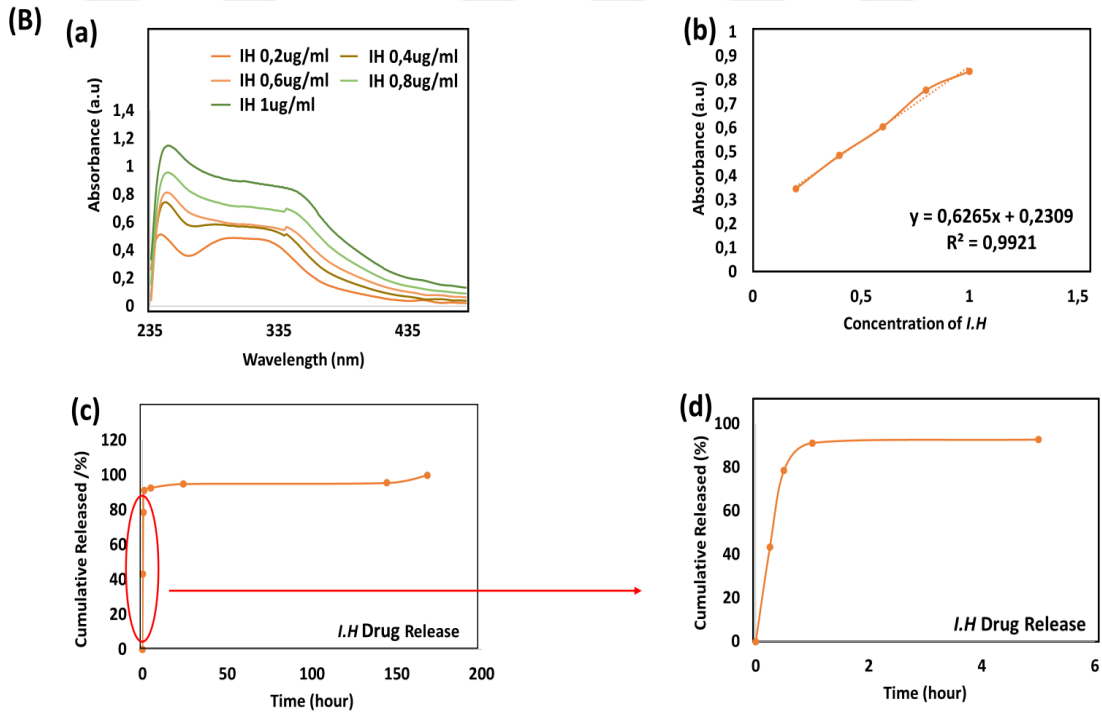 (B)
(a)
IH 0,2ug/ml
IH 0,4ug/ml
IH 0,6ug/ml
IH 0,8ug/ml
IH 1ug/ml
Absorbance (a.u)
1,4
1,2
1
0,8
0,6
0,4
0,2
0
235
335
435
Wavelength (nm)
(b)
Absorbance (a.u)
1
0,9
0,8
0,7
0,6
0,5
0,4
0,3
0,2
0,1
0
y = 0,6265x + 0,2309
R² = 0,9921
0
0,5
1
1,5
Concentration of I.H
(c)
Cumulative Released /%)
120
100
80
60
40
20
0
I.H Drug Release
0
50
100
150
200
Time (hour)
(d)
Cumulative Released (%)
100
80
60
40
20
0
I.H Drug Release
0
2
4
6
Time (hour)